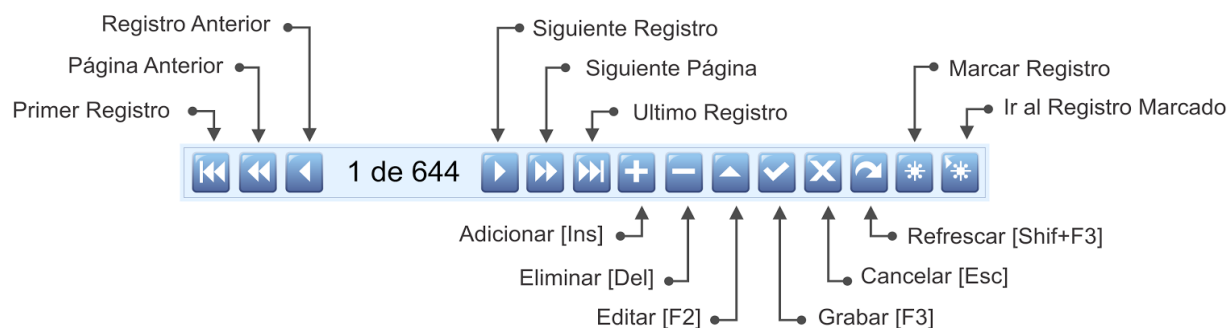 Registro Anterior
Siguiente Registro
Página Anterior
Siguiente Página
Marcar Registro
Primer Registro
Ultimo Registro
Ir al Registro Marcado
1 de 644
Adicionar [Ins]
Refrescar [Shif+F3]
Eliminar [Del]
Cancelar [Esc]
Editar [F2]
Grabar [F3]